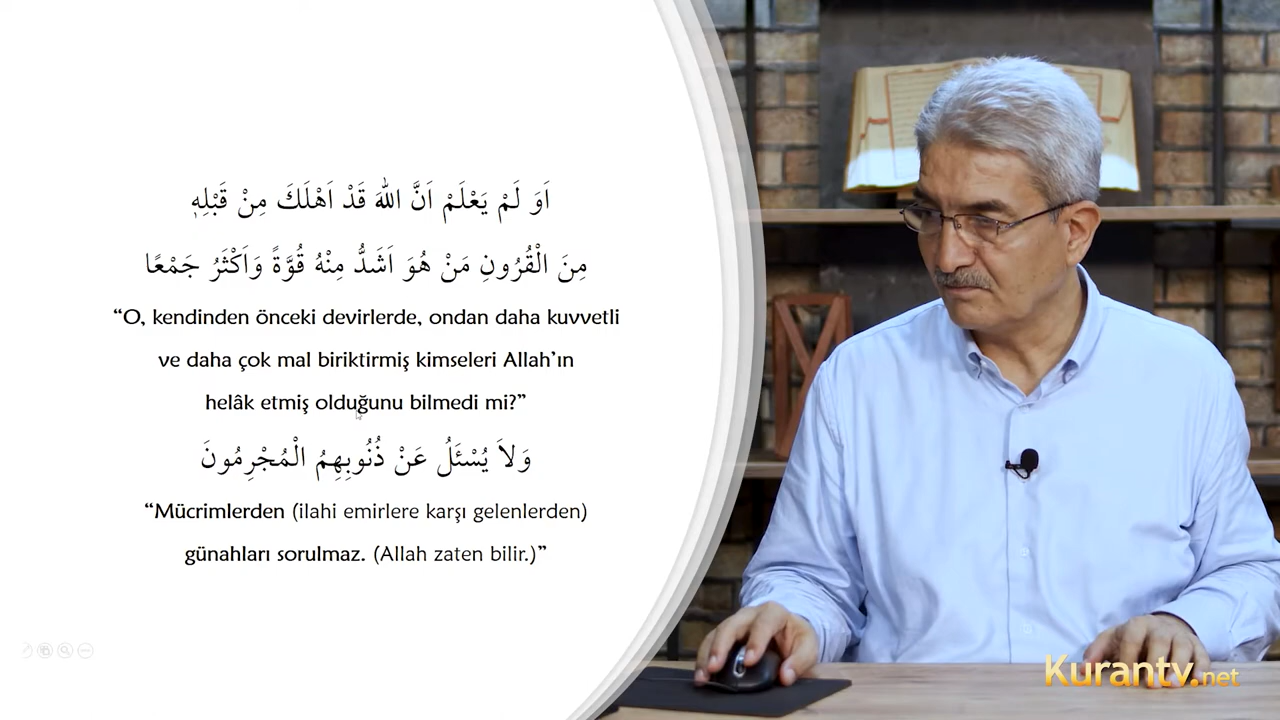 اَوَ لَمْ يَعْلَمْ اَنَّ اللّٰهَ قَدْ اَهْلَكَ مِنْ قَبْلِه۪
مِنَ الْقُرُونِ مَنْ هُوَ اَشَدُّ مِنْهُ قُوَّةً وَاَكْثَرُ جَمْعًا
“O, kendinden önceki devirlerde, ondan daha kuvvetli
ve daha çok mal biriktirmiş kimseleri Allah’ın
helâk etmiş olduğunu bilmedi mi?”
وَلاَ يُسْئَلُ عَنْ ذُنُوبِهِمُ الْمُجْرِمُونَ
“Mücrimlerden (ilahi emirlere karşı gelenlerden)
günahları sorulmaz. (Allah zaten bilir.)”
Kurantv.net